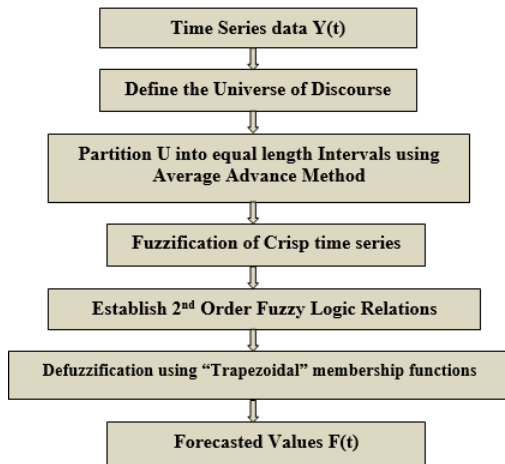 Time Series data Y(t)
Define the Universe of Discourse
Partition U into equal length Intervals using
Average Advance Method
Fuzzification of Crisp time series
Establish 2nd Order Fuzzy Logic Relations
Defuzzification using “Trapezoidal” membership functions
Forecasted Values F(t)